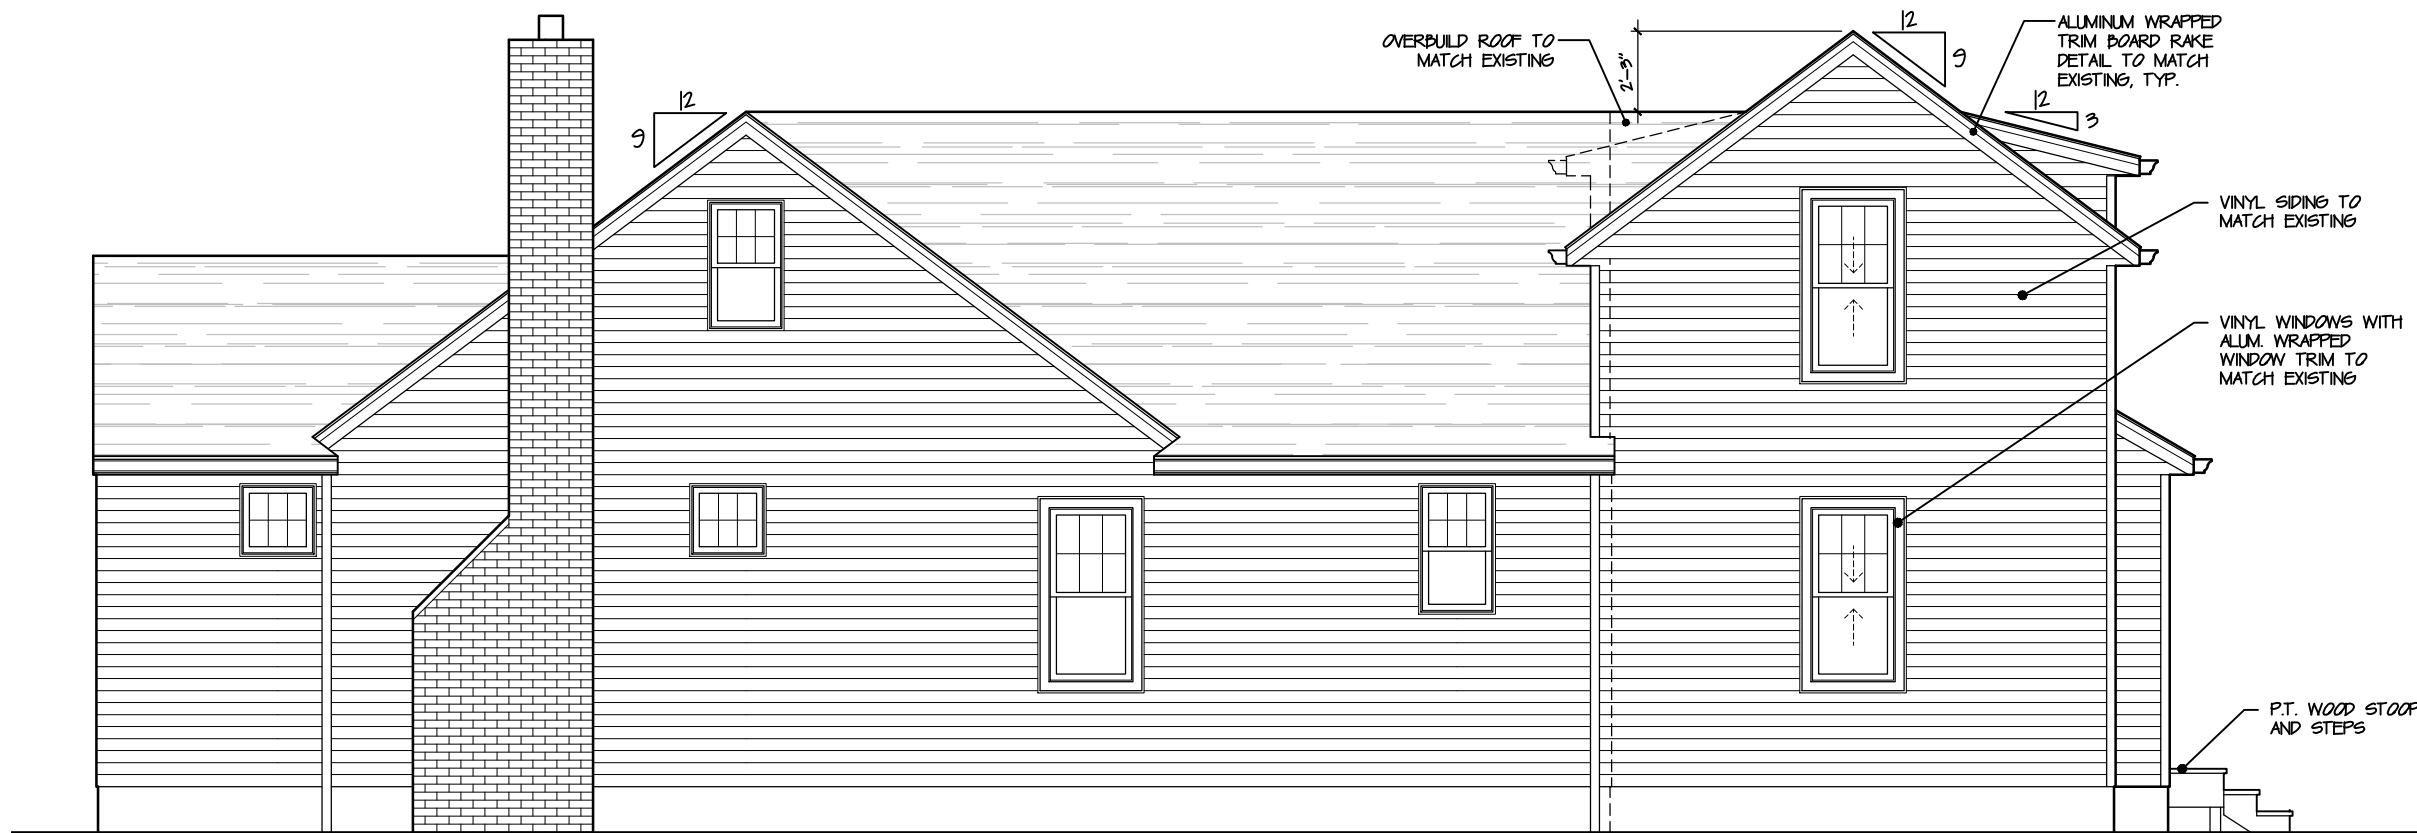 OVERBUILD ROOF TO
MATCH EXISTING
2'-3"
12
9
ALUMINUM WRAPPED
TRIM BOARD RAKE
DETAIL TO MATCH
EXISTING, TYP.
12
9
12
3
VINYL SIDING TO
MATCH EXISTING
VINYL WINDOWS WITH
ALUM. WRAPPED
WINDOW TRIM TO
MATCH EXISTING
P.T. WOOD STOOP
AND STEPS